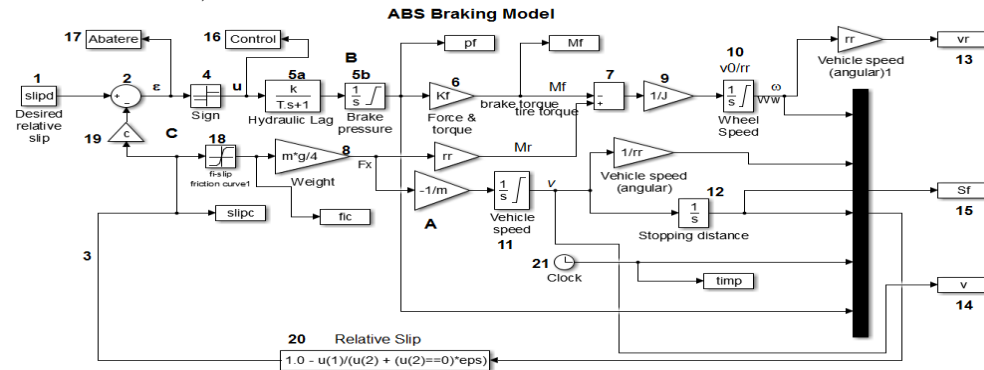 ABS Braking Model
17 Abatere
16 Control
pf
Mf
10
v0/rr
rr
Vehicle speed
(angular)1
vr
13
1
slipd
Desired
relative
slip
2
+
-
ε
4
Sign
u
5a
k
T.s+1
Hydraulic Lag
B
5b
1
s
Brake
pressure
6
Kf
Force &
torque
Mf
brake torque
tire torque
7
-
+
9
1/J
1
s
Wheel
Speed
ω
Ww
19
c
C
18
fi-slip
friction curve1
m*g/4
Weight
8
Fx
rr
Mr
-1/m
A
1
s
Vehicle
speed
11
v
1/rr
Vehicle speed
(angular)
1
s
12
Stopping distance
Sf
15
slipc
fic
3
21
Clock
timp
v
14
20 Relative Slip
1.0 - u(1)/(u(2) + (u(2)==0)*eps)